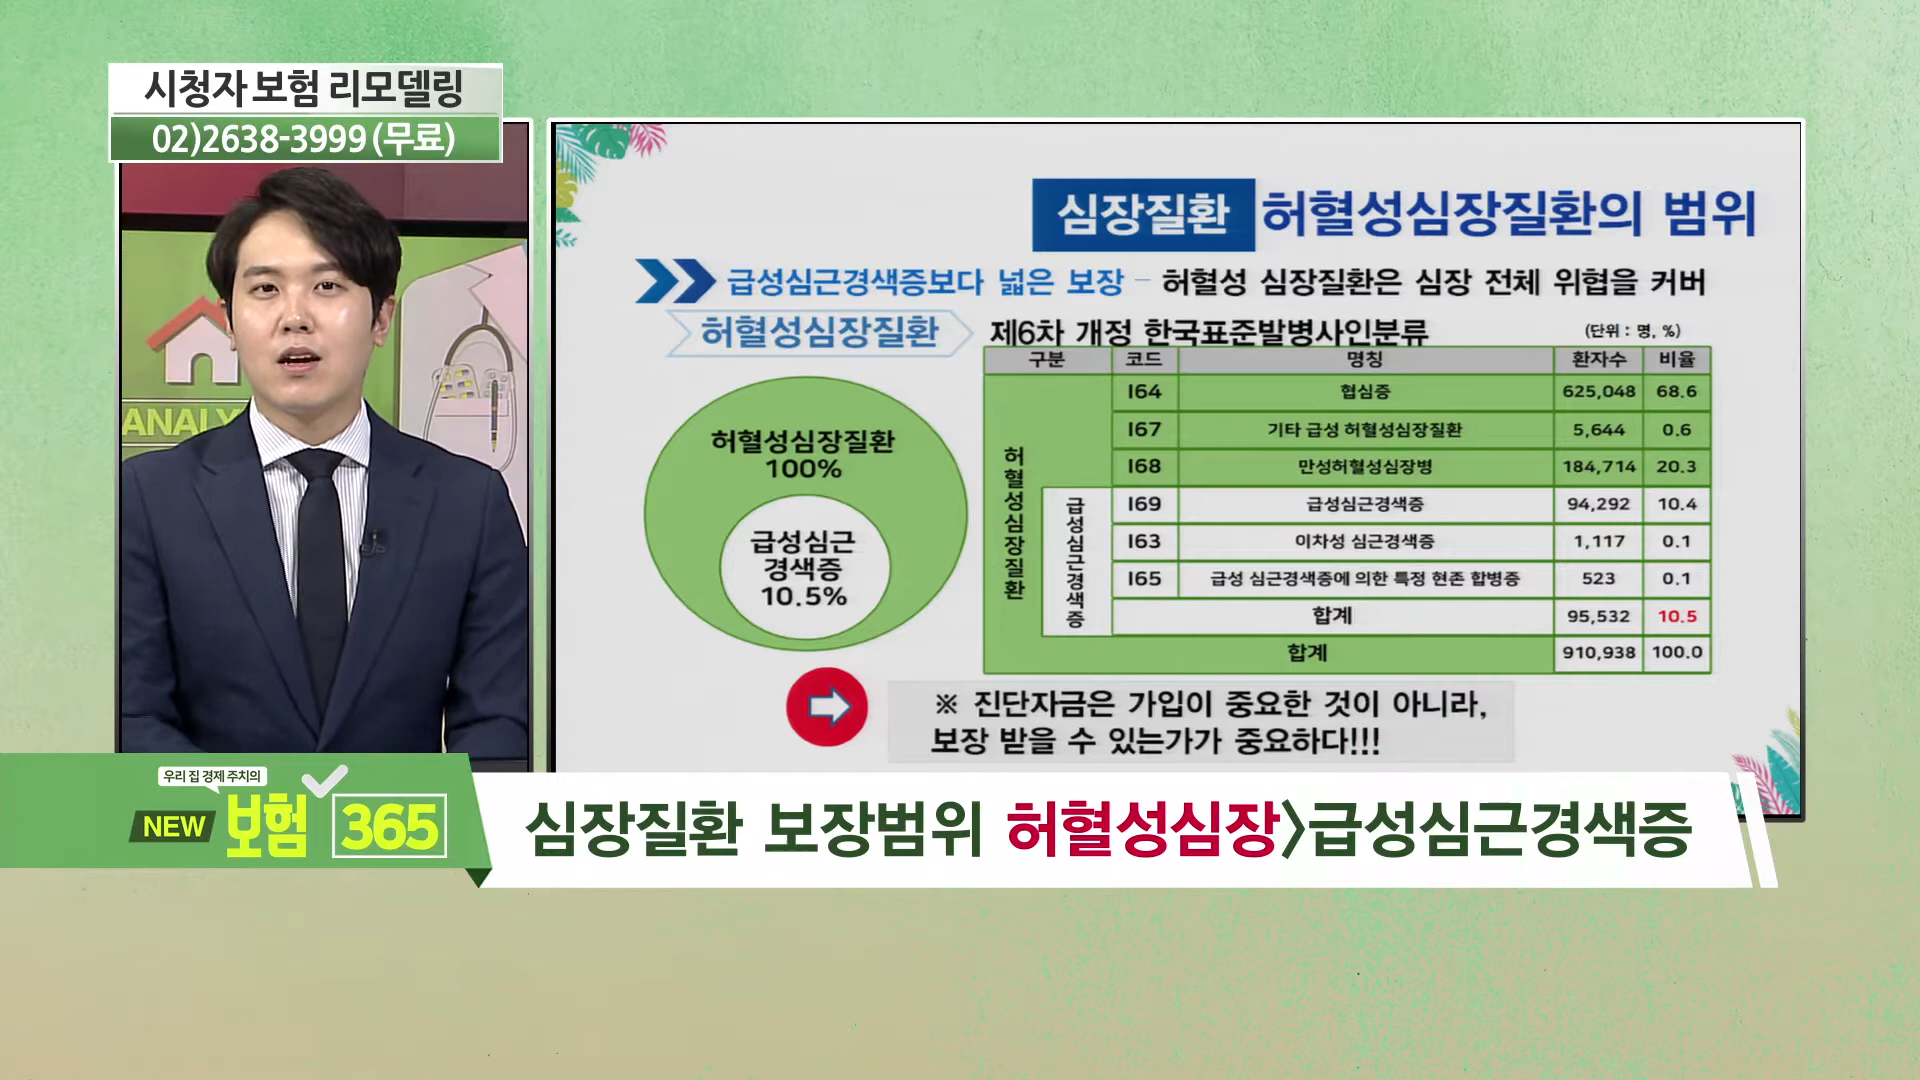 시청자 보험 리모델링
02)2638-3999 (무료)
ANALY
심장질환 허혈성심장질환의 범위
급성심근경색증보다 넓은 보장 - 허혈성 심장질환은 심장 전체 위협을 커버
허혈성심장질환
제6차 개정 한국표준발병사인분류
(단위 : 명, %)
허혈성심장질환
100%
급성심근
경색증
10.5%
구분 코드 명칭 환자수 비율
허혈성심장질환
I64 협심증 625,048 68.6
I67 기타 급성 허혈성심장질환 5,644 0.6
I68 만성허혈성심장병 184,714 20.3
급성심근경색증
I69 급성심근경색증 94,292 10.4
I63 이차성 심근경색증 1,117 0.1
I65 급성 심근경색증에 의한 특정 현존 합병증 523 0.1
합계 95,532 10.5
합계 910,938 100.0
※ 진단자금은 가입이 중요한 것이 아니라,
보장 받을 수 있는가가 중요하다!!!
우리 집 경제 주치의
NEW 보험 365
심장질환 보장범위 허혈성심장>급성심근경색증